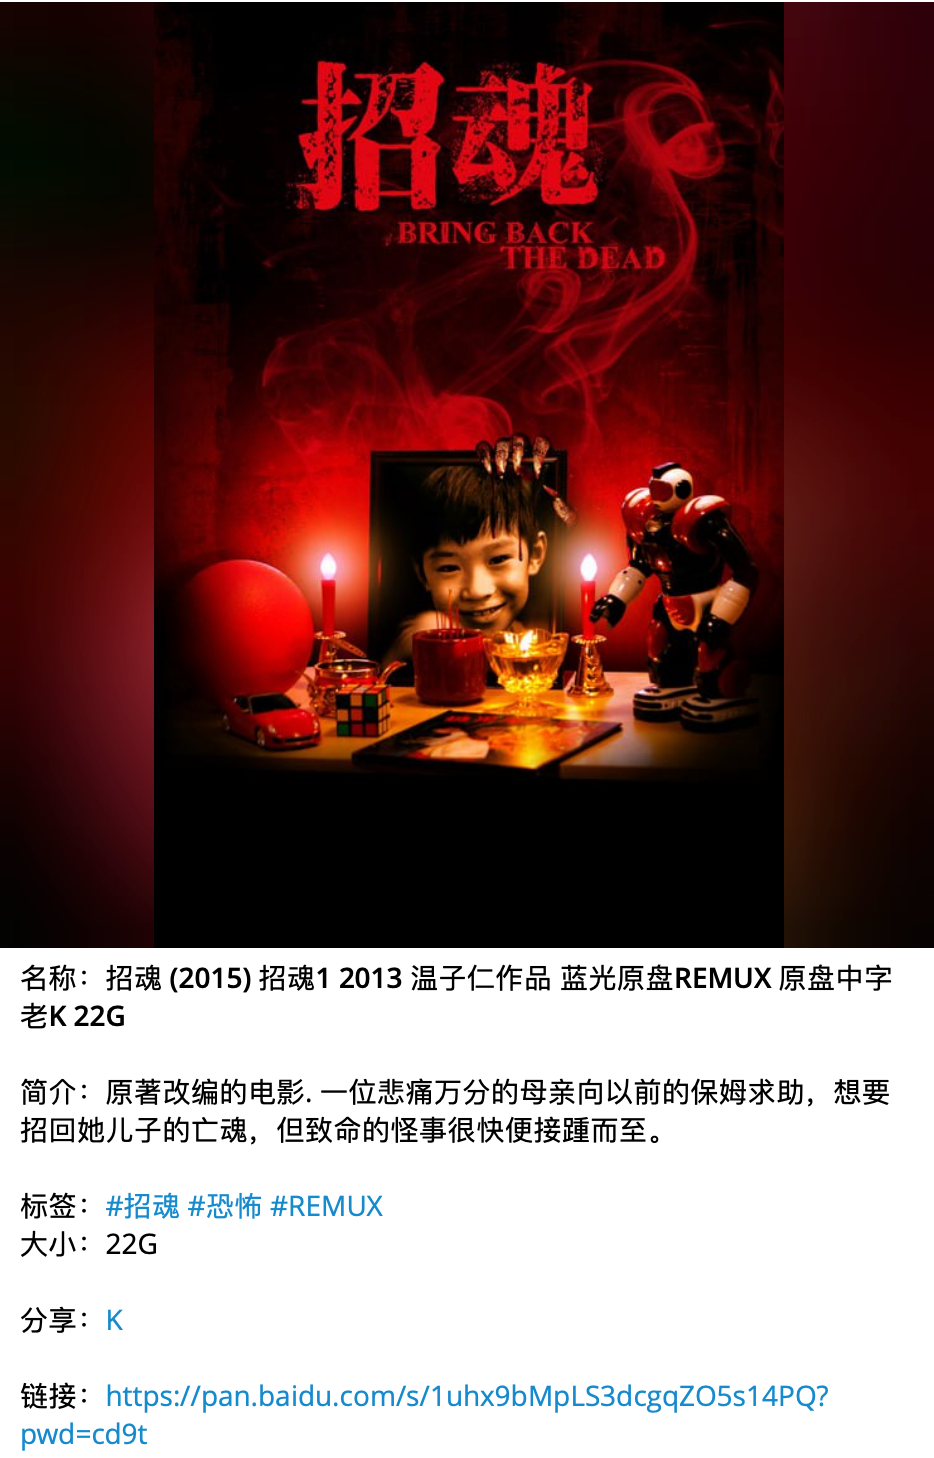 招魂
BRING BACK
THE DEAD
名称：招魂 (2015) 招魂1 2013 温子仁作品 蓝光原盘REMUX 原盘中字
老K 22G
简介：原著改编的电影. 一位悲痛万分的母亲向以前的保姆求助，想要
招回她儿子的亡魂，但致命的怪事很快便接踵而至。
标签：#招魂 #恐怖 #REMUX
大小：22G
分享：K
链接：https://pan.baidu.com/s/1uhx9bMpLS3dcgqZO5s14PQ?
pwd=cd9t